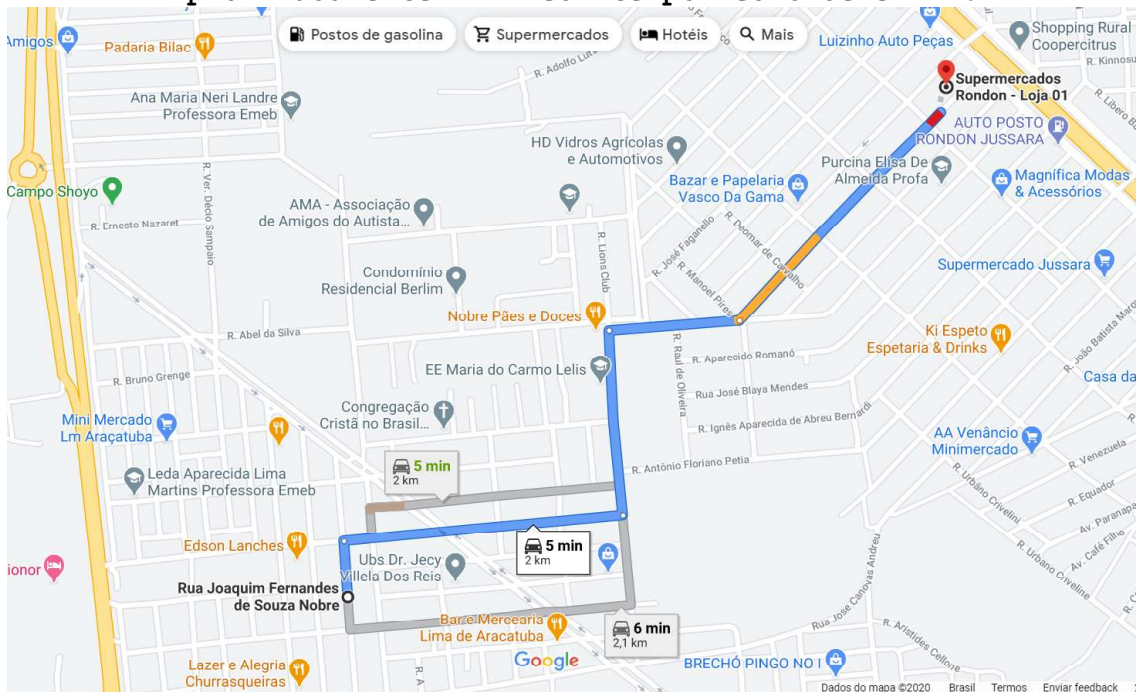 Postos de gasolina
Supermercados
Hotéis
Mais
Amigos
Padaria Bilac
R. Adolfo Lutz
Luizinho Auto Peças
Shopping Rural
Coopercitrus
R. Kinnosu
R. Líbero B
Ana Maria Neri Landre
Professora Emeb
Supermercados
Rondon - Loja 01
AUTO POSTO
RONDON JUSSARA
HD Vidros Agrícolas
e Automotivos
Purcina Elisa De
Almeida Profa
Magnífica Modas
& Acessórios
Bazar e Papelaria
Vasco Da Gama
Campo Shoyo
R. Ver. Décio Sampaio
R. Ernesto Nazaret
AMA - Associação
de Amigos do Autista...
R. Lions Club
R. José Faganello
R. Deomar de Carvalho
R. Manoel Pires
Supermercado Jussara
Condomínio
Residencial Berlim
Nobre Pães e Doces
R. Abel da Silva
R. Raul de Oliveira
R. Aparecido Romanó
Ki Espeto
Espetaria & Drinks
R. João Batista Mar
Casa da
EE Maria do Carmo Lelis
R. Bruno Grenge
Rua José Blaya Mendes
Congregação
Cristã no Brasil...
R. Ignês Aparecida de Abreu Bernardi
Mini Mercado
Lm Araçatuba
AA Venâncio
Minimercado
R. Venezuela
5 min
2 km
R. Antônio Floriano Petia
R. Urbâno Crivelini
R. Equador
Leda Aparecida Lima
Martins Professora Emeb
Av. Paranapa
Av. Café Filho
Edson Lanches
5 min
2 km
R. Urbano Criveline
Ubs Dr. Jecy
Villela Dos Reis
Rua Jose Canovas Andreu
ionor
Rua Joaquim Fernandes
de Souza Nobre
Bar e Mercearia
Lima de Aracatuba
6 min
2,1 km
R. Aristides Cellore
Lazer e Alegria
Churrasqueiras
R. A
Google
BRECHÓ PINGO NO I
Dados do mapa ©2020 Brasil Termos Enviar feedback